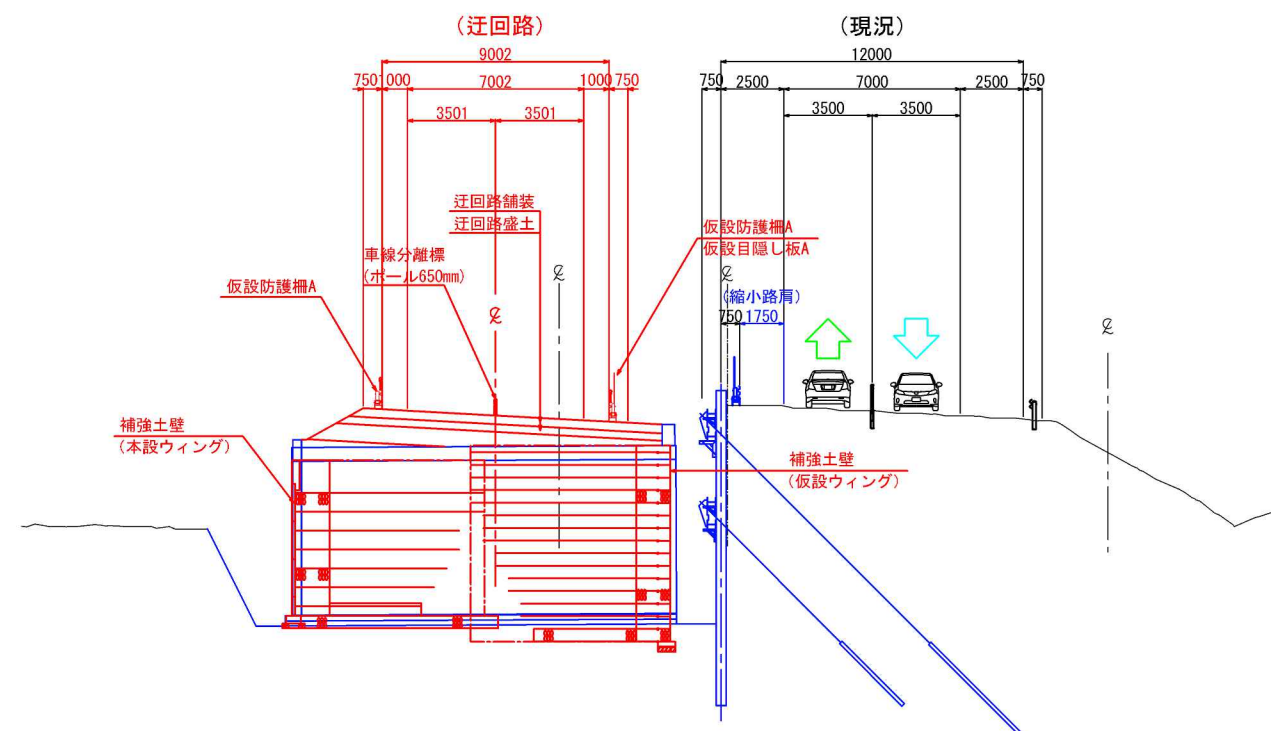 (迂回路)
(現況)
9002
12000
750
1000
7002
1000
750
750
2500
7000
2500
750
3501
3501
3500
3500
迂回路舗装
迂回路盛土
仮設防護柵A
仮設目隠し板A
車線分離標
(ポール650mm)
仮設防護柵A
(縮小路肩)
750
1750
補強土壁
(本設ウィング)
補強土壁
(仮設ウィング)